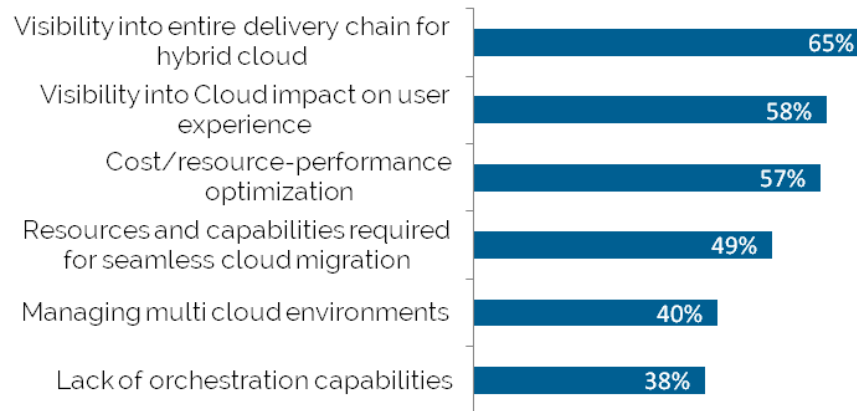 Visibility into entire delivery chain for
hybrid cloud
65%
Visibility into Cloud impact on user
experience
58%
Cost/resource-performance
optimization
57%
Resources and capabilities required
for seamless cloud migration
49%
Managing multi cloud environments
40%
Lack of orchestration capabilities
38%